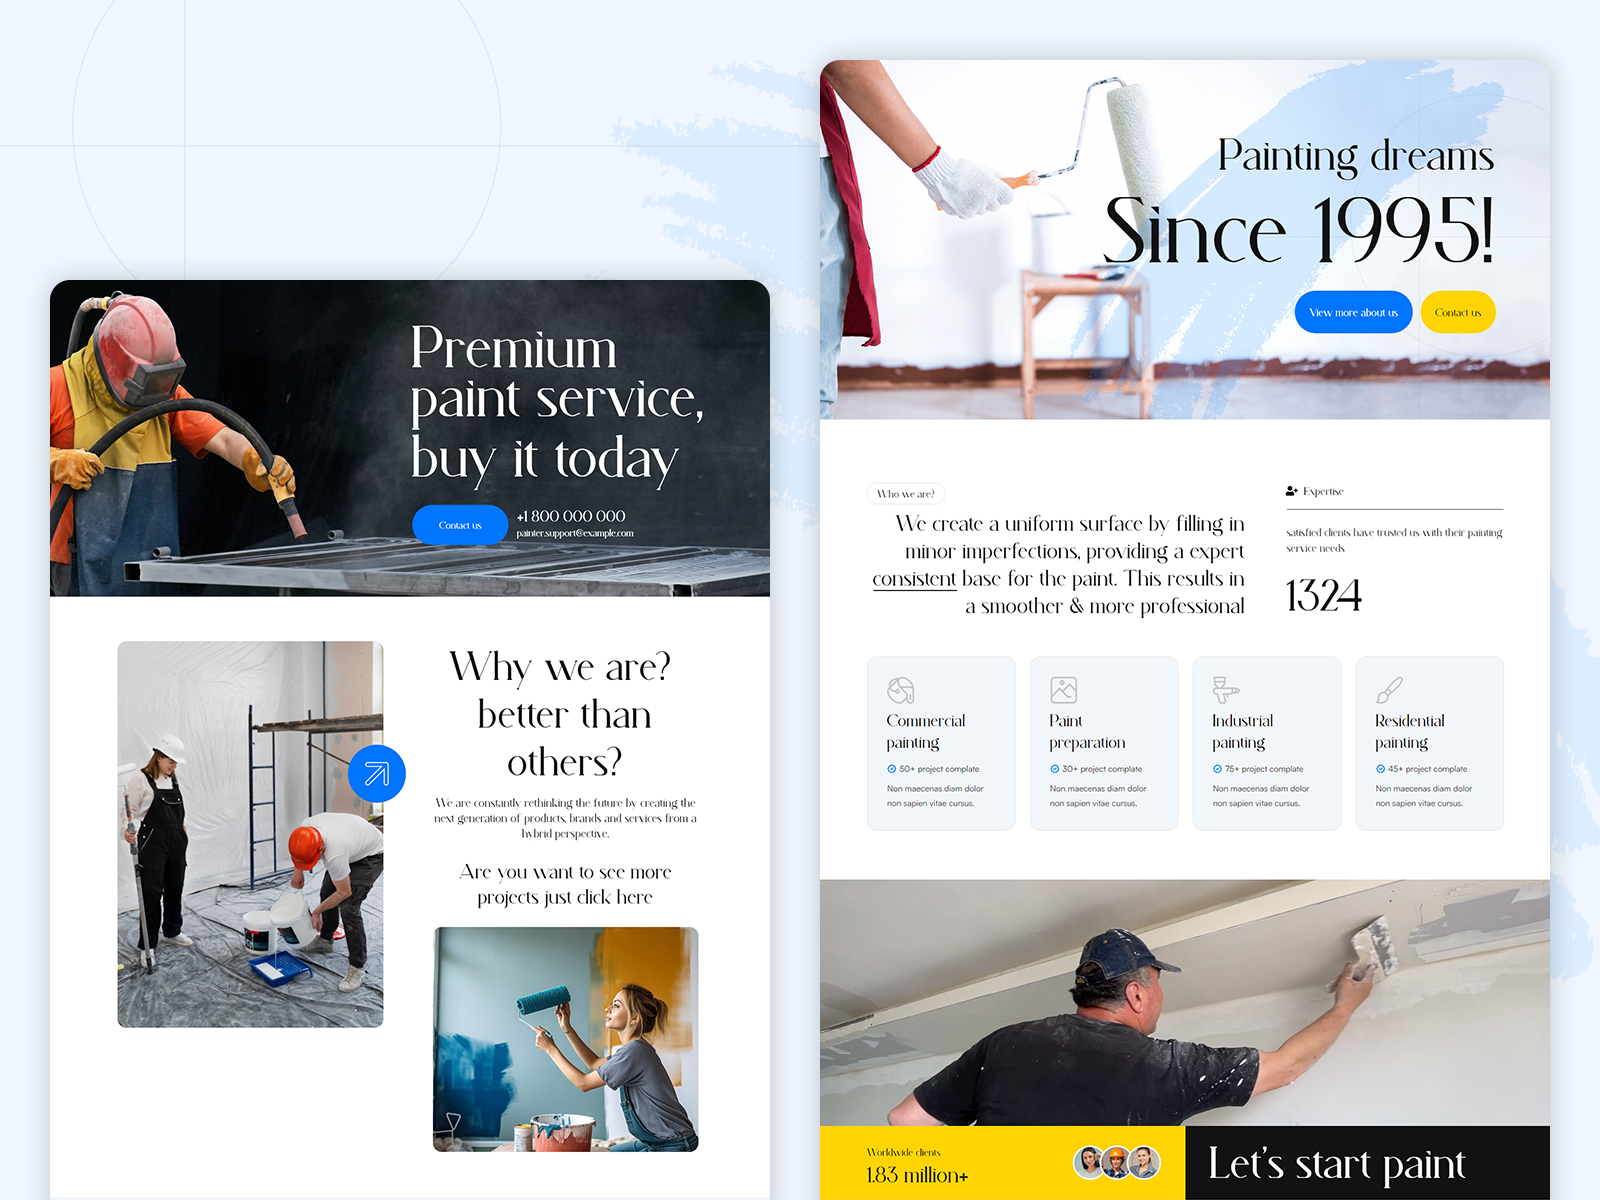 Premium
paint service,
buy it today
Contact us
+1 800 000 000
painter.support@example.com
Why we are?
better than
others?
We are constantly rethinking the future by creating the
next generation of products, brands and services from a
hybrid perspective.
Are you want to see more
projects just click here
Painting dreams
Since 1995!
View more about us
Contact us
Who we are?
We create a uniform surface by filling in
minor imperfections, providing a expert
consistent base for the paint. This results in
a smoother & more professional
Expertise
satisfied clients have trusted us with their painting
service needs
1324
Commercial
painting
50+ project complate
Non maecenas diam dolor
non sapien vitae cursus.
Paint
preparation
30+ project complate
Non maecenas diam dolor
non sapien vitae cursus.
Industrial
painting
75+ project complate
Non maecenas diam dolor
non sapien vitae cursus.
Residential
painting
45+ project complate
Non maecenas diam dolor
non sapien vitae cursus.
Worldwide clients
1.83 million+
Let's start paint